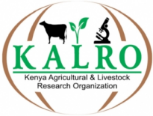 KALRO
Kenya Agricultural & Livestock
Research Organization